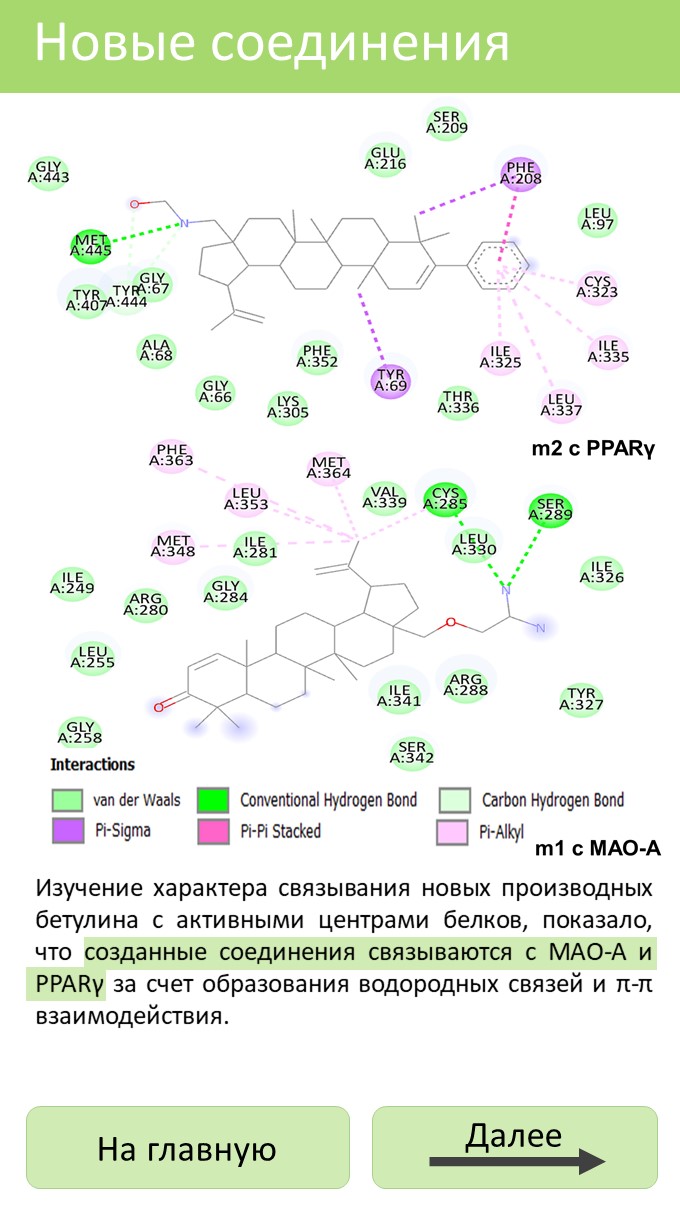 Новые соединения
SER
A:209
GLU
A:216
GLY
A:443
PHE
A:208
LEU
A:97
MET
A:445
N
O
GLY
A:67
TYR
A:407
TYR
A:444
CYS
A:323
ALA
A:68
PHE
A:352
ILE
A:325
ILE
A:335
TYR
A:69
GLY
A:66
LYS
A:305
THR
A:336
LEU
A:337
m2 с PPARγ
PHE
A:363
MET
A:364
LEU
A:353
VAL
A:339
CYS
A:285
SER
A:289
MET
A:348
ILE
A:281
LEU
A:330
ILE
A:249
ARG
A:280
GLY
A:284
ILE
A:326
N
N
O
LEU
A:255
ILE
A:341
ARG
A:288
TYR
A:327
O
GLY
A:258
SER
A:342
Interactions
van der Waals
Conventional Hydrogen Bond
Carbon Hydrogen Bond
Pi-Sigma
Pi-Pi Stacked
Pi-Alkyl
m1 с MAO-A
Изучение характера связывания новых производных
бетулина с активными центрами белков, показало,
что созданные соединения связываются с МАО-А и
PPARγ за счет образования водородных связей и π-π
взаимодействия.
На главную
Далее